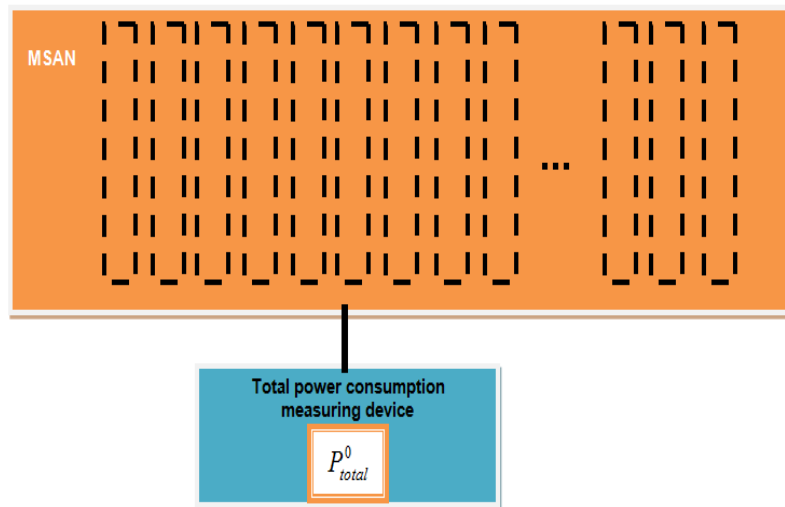 MSAN
...
Total power consumption
measuring device
P⁰total